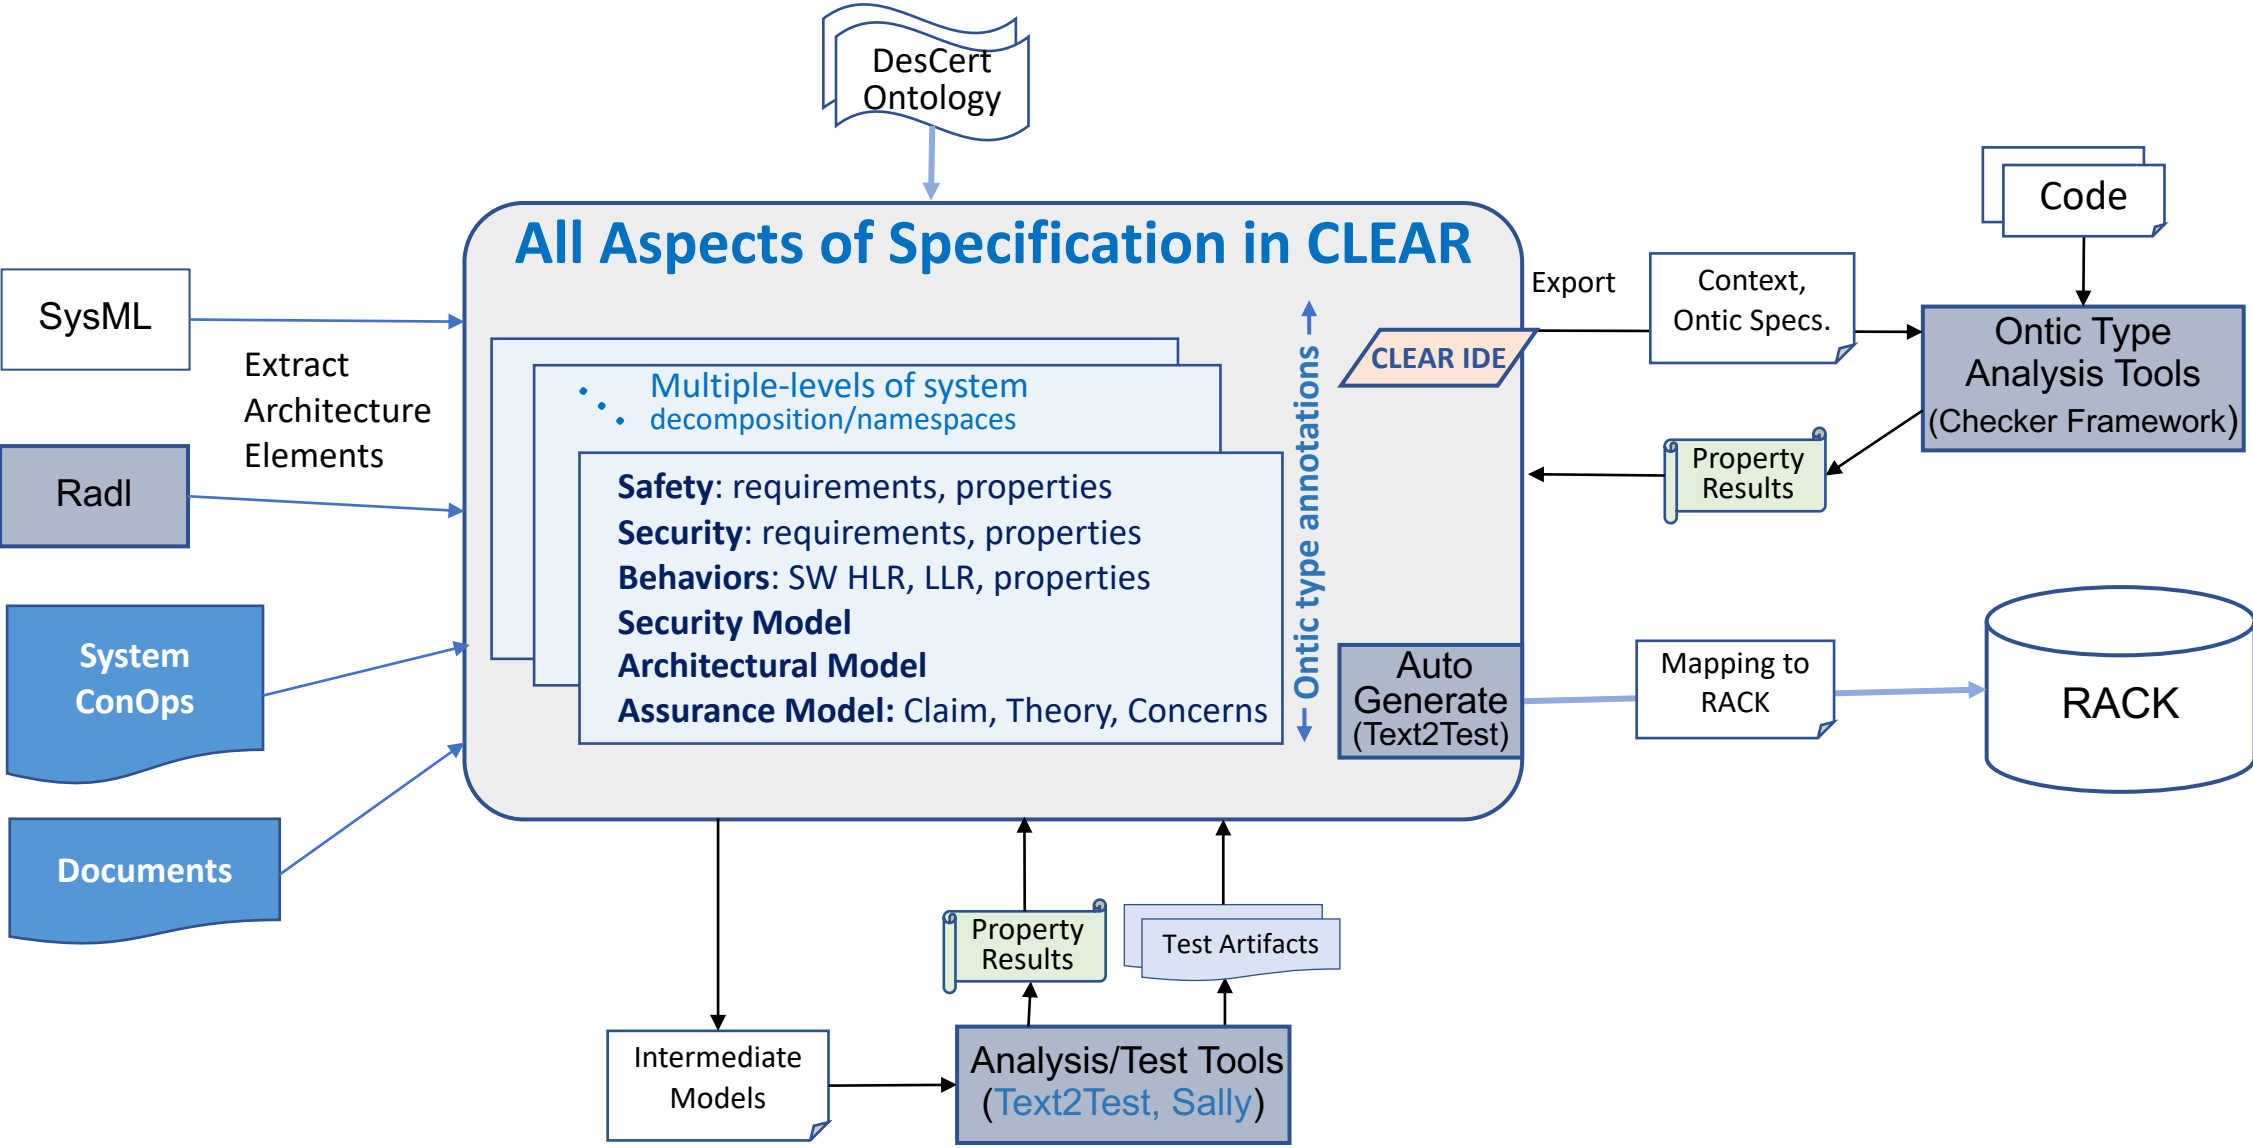 DesCert
Ontology
Code
All Aspects of Specification in CLEAR
SysML
Extract
Architecture
Elements
Radl
System
ConOps
Documents
Multiple-levels of system
decomposition/namespaces
Safety: requirements, properties
Security: requirements, properties
Behaviors: SW HLR, LLR, properties
Security Model
Architectural Model
Assurance Model: Claim, Theory, Concerns
Ontic type annotations
CLEAR IDE
Export
Context,
Ontic Specs.
Ontic Type
Analysis Tools
(Checker Framework)
Property
Results
Auto
Generate
(Text2Test)
Mapping to
RACK
RACK
Property
Results
Test Artifacts
Intermediate
Models
Analysis/Test Tools
(Text2Test, Sally)